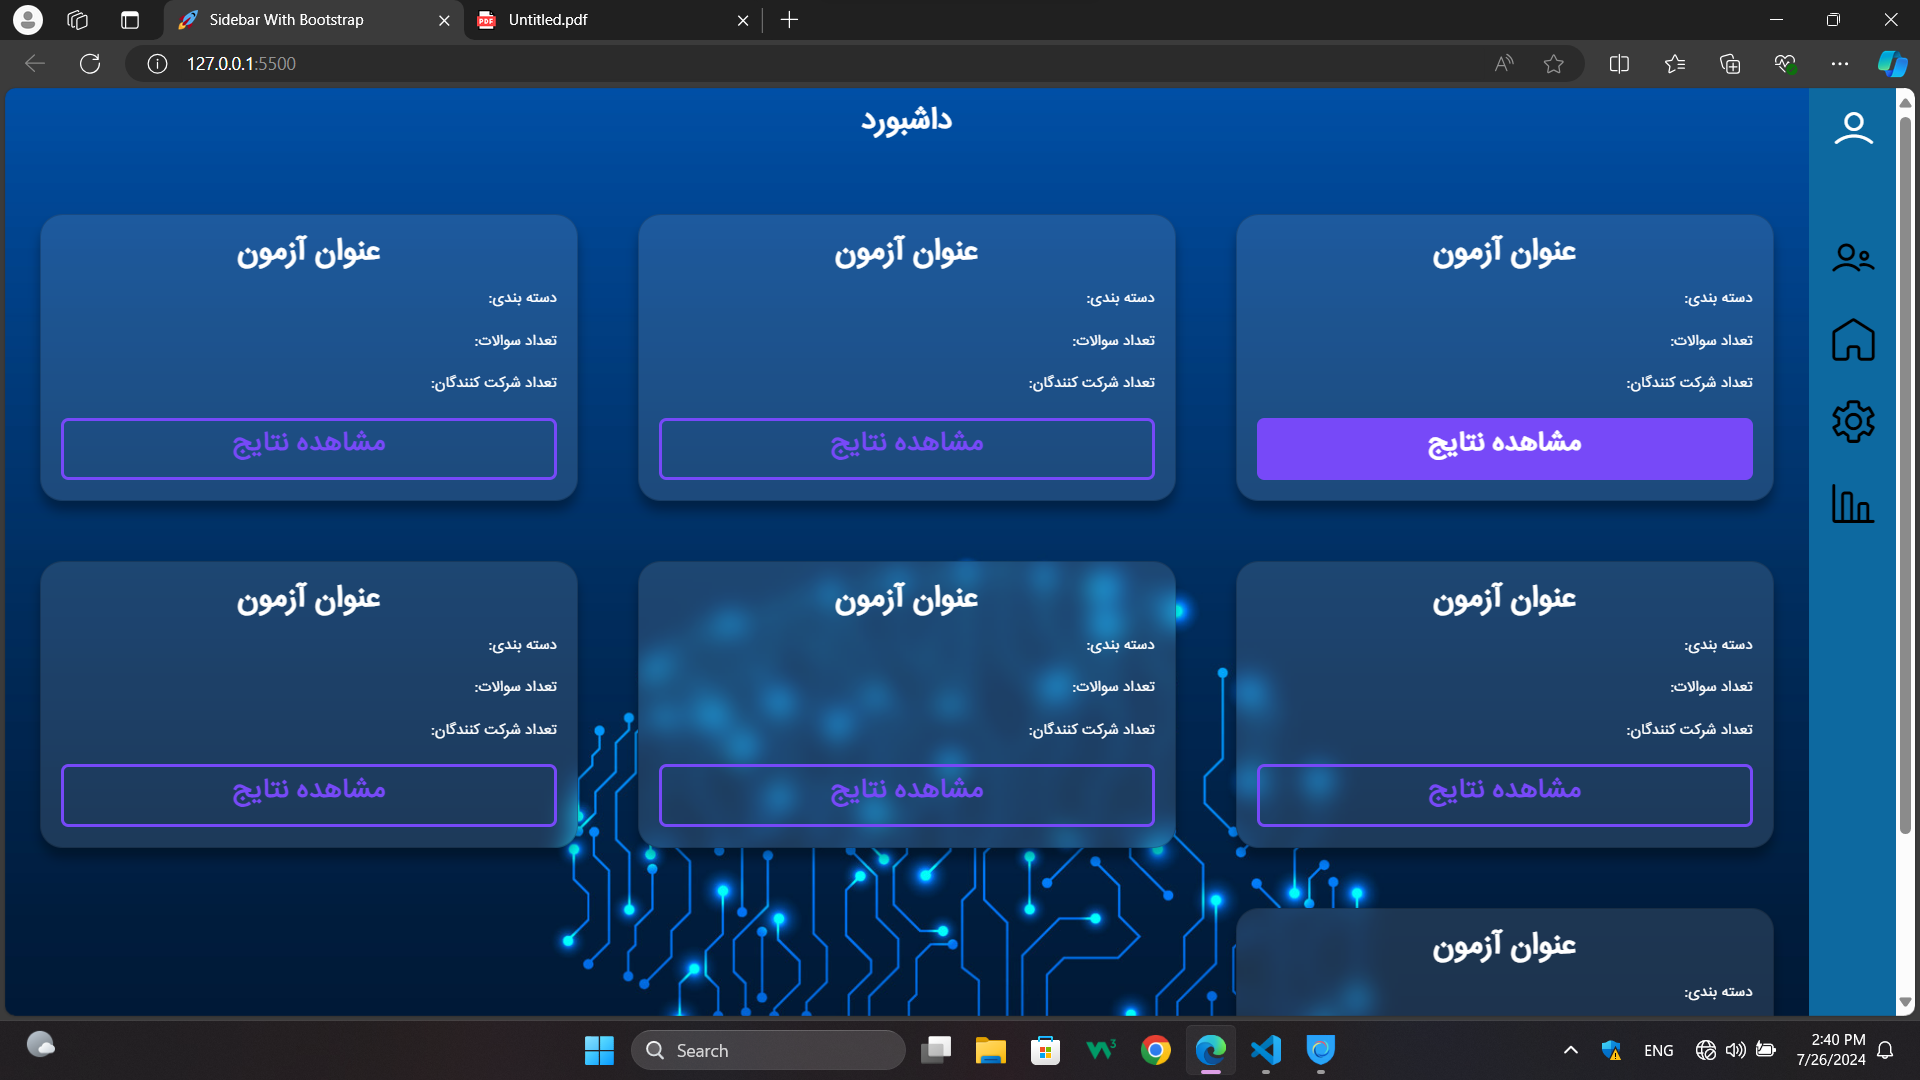 Sidebar With Bootstrap
Untitled.pdf
127.0.0.1:5500
داشبورد
عنوان آزمون
دسته بندی:
تعداد سوالات:
تعداد شرکت کنندگان:
مشاهده نتایج
عنوان آزمون
دسته بندی:
تعداد سوالات:
تعداد شرکت کنندگان:
مشاهده نتایج
عنوان آزمون
دسته بندی:
تعداد سوالات:
تعداد شرکت کنندگان:
مشاهده نتایج
عنوان آزمون
دسته بندی:
تعداد سوالات:
تعداد شرکت کنندگان:
مشاهده نتایج
عنوان آزمون
دسته بندی:
تعداد سوالات:
تعداد شرکت کنندگان:
مشاهده نتایج
عنوان آزمون
دسته بندی:
تعداد سوالات:
تعداد شرکت کنندگان:
مشاهده نتایج
عنوان آزمون
دسته بندی:
Search
ENG
2:40 PM
7/26/2024